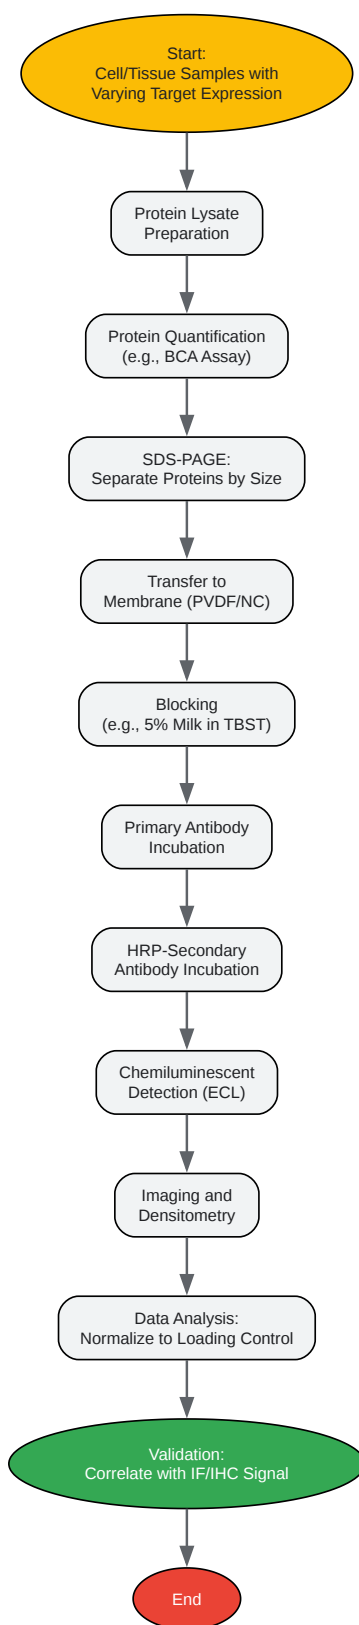 Start:
Cell/Tissue Samples with
Varying Target Expression
Protein Lysate
Preparation
Protein Quantification
(e.g., BCA Assay)
SDS-PAGE:
Separate Proteins by Size
Transfer to
Membrane (PVDF/NC)
Blocking
(e.g., 5% Milk in TBST)
Primary Antibody
Incubation
HRP-Secondary
Antibody Incubation
Chemiluminescent
Detection (ECL)
Imaging and
Densitometry
Data Analysis:
Normalize to Loading Control
Validation:
Correlate with IF/IHC Signal
End